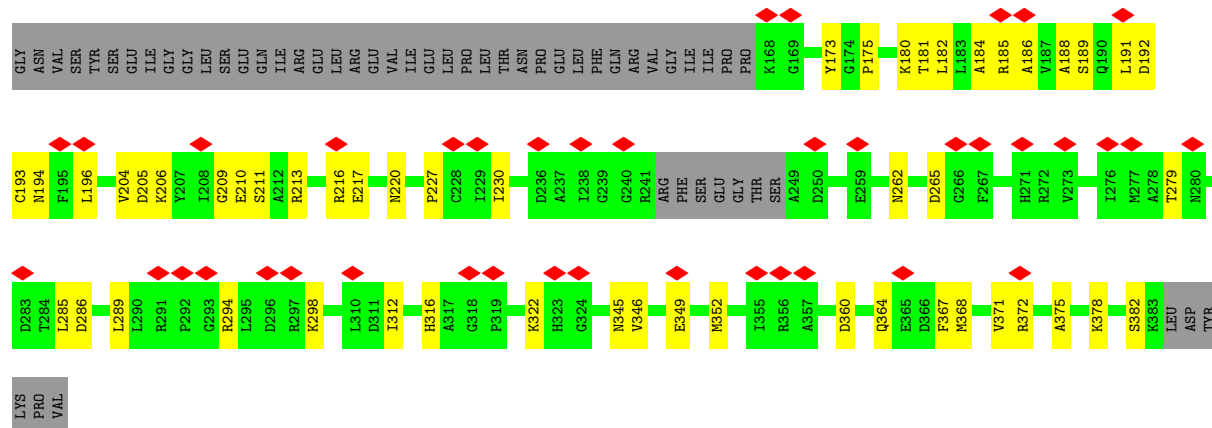 GLY ASN VAL SER TYR SER GLU ILE GLY GLY LEU SER GLU GLN ILE ARG GLU LEU ARG GLU VAL ILE GLU LEU PRO LEU THR ASN PRO GLU LEU PHE GLN ARG VAL GLY ILE ILE PRO PRO K168 G169 Y173 G174 P175 K180 T181 L182 L183 A184 R185 A186 V187 A188 S189 Q190 L191 D192
C193 N194 F195 L196 V204 D205 K206 Y207 I208 G209 E210 S211 A212 R213 R216 E217 N220 P227 C228 I229 I230 D236 A237 I238 G239 G240 R241 ARG PHE SER GLU GLY THR SER A249 D250 E259 N262 D265 G266 F267 H271 R272 V273 I276 M277 A278 T279 N280
D283 T284 L285 D286 L289 L290 R291 P292 G293 R294 L295 D296 R297 K298 L310 D311 I312 H316 A317 G318 P319 K322 H323 G324 N345 V346 E349 M352 I355 R356 A357 D360 Q364 E365 D366 F367 M368 V371 R372 A375 K378 S382 K383 LEU ASP TYR
LYS PRO VAL